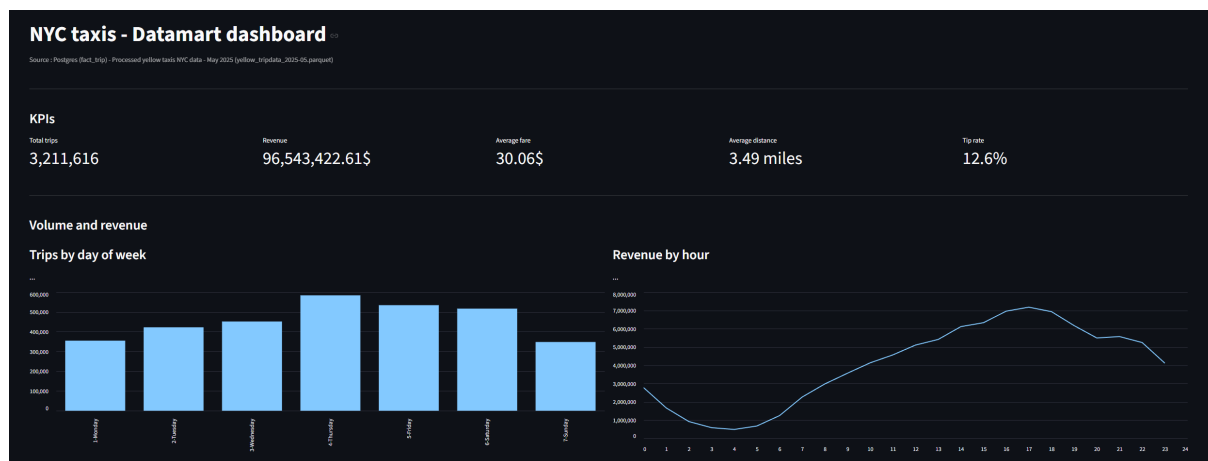 NYC taxis - Datamart dashboard
Source : Postgres (fact_trip) - Processed yellow taxis NYC data - May 2025 (yellow_tripdata_2025-05.parquet)
KPIs
Total trips
3,211,616
Revenue
96,543,422.61$
Average fare
30.06$
Average distance
3.49 miles
Tip rate
12.6%
Volume and revenue
Trips by day of week
...
600,000
500,000
400,000
300,000
200,000
100,000
0
1-Monday
2-Tuesday
3-Wednesday
4-Thursday
5-Friday
6-Saturday
7-Sunday
Revenue by hour
...
8,000,000
7,000,000
6,000,000
5,000,000
4,000,000
3,000,000
2,000,000
1,000,000
0
0 1 2 3 4 5 6 7 8 9 10 11 12 13 14 15 16 17 18 19 20 21 22 23 24